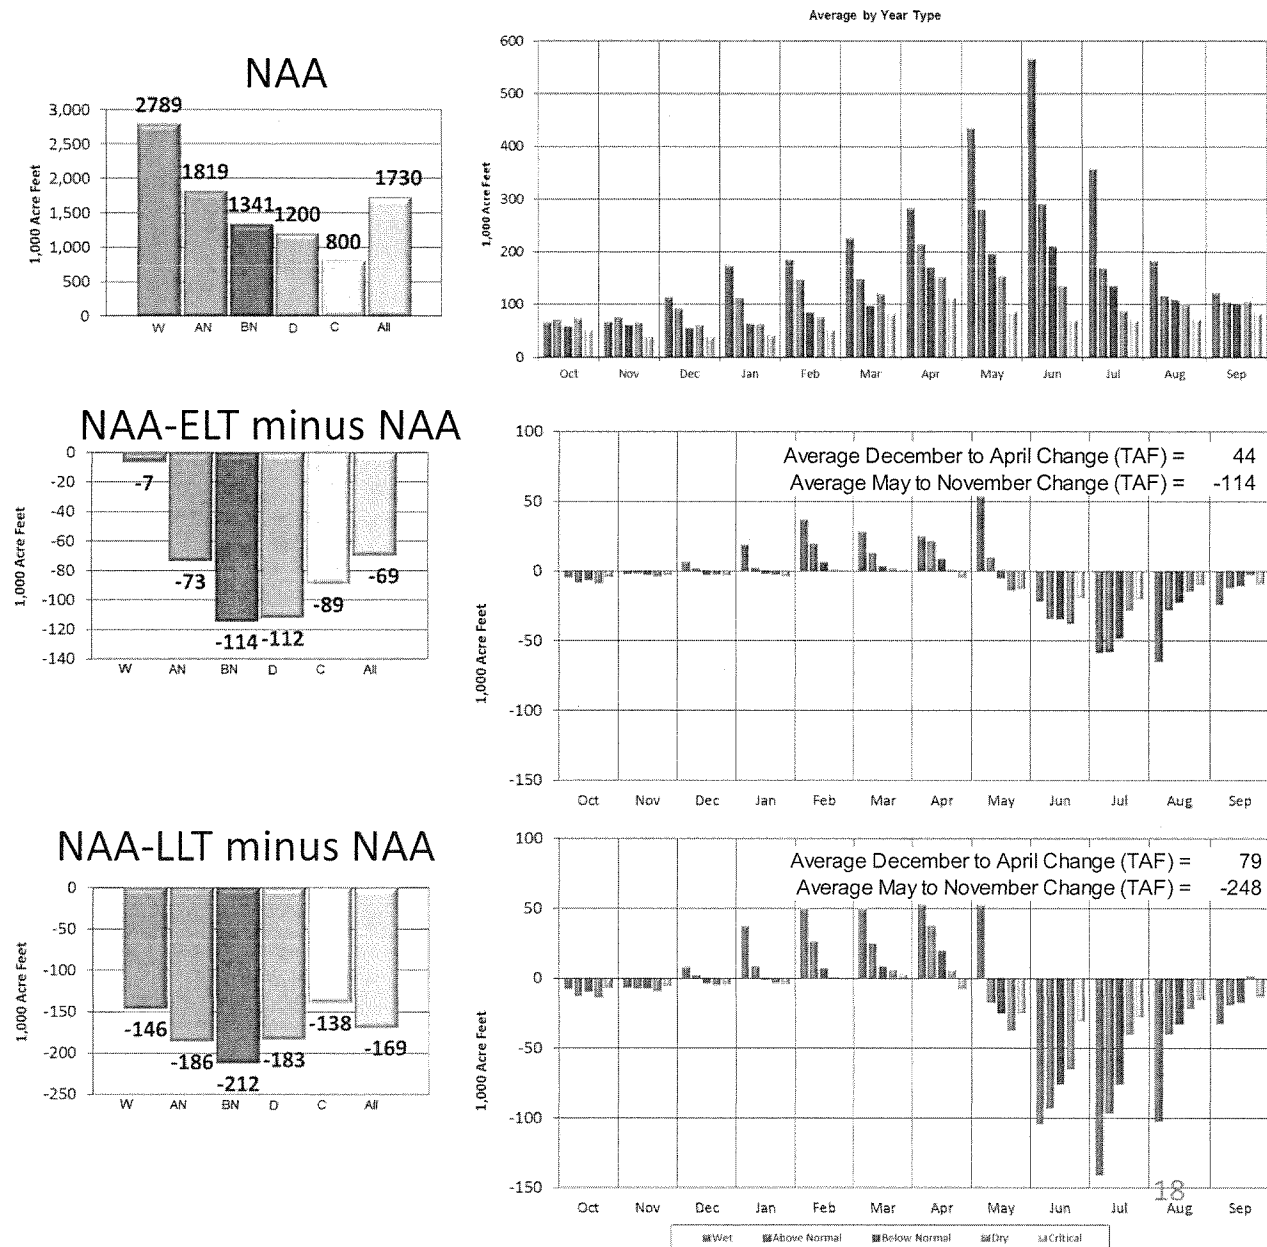 Average by Year Type
NAA
1,000 Acre Feet
3,000
2,500
2,000
1,500
1,000
500
0
2789
1819
1341
1200
800
1730
W AN BN D C All
1,000 Acre Feet
600
500
400
300
200
100
0
Oct Nov Dec Jan Feb Mar Apr May Jun Jul Aug Sep
NAA-ELT minus NAA
1,000 Acre Feet
0
-20
-40
-60
-80
-100
-120
-140
-7
-73
-114
-112
-89
-69
W AN BN D C All
1,000 Acre Feet
100
50
0
-50
-100
-150
Average December to April Change (TAF) = 44
Average May to November Change (TAF) = -114
Oct Nov Dec Jan Feb Mar Apr May Jun Jul Aug Sep
NAA-LLT minus NAA
1,000 Acre Feet
0
-50
-100
-150
-200
-250
-146
-186
-212
-183
-138
-169
W AN BN D C All
1,000 Acre Feet
100
50
0
-50
-100
-150
Average December to April Change (TAF) = 79
Average May to November Change (TAF) = -248
18
Oct Nov Dec Jan Feb Mar Apr May Jun Jul Aug Sep
Wet Above Normal Below Normal Dry Critical